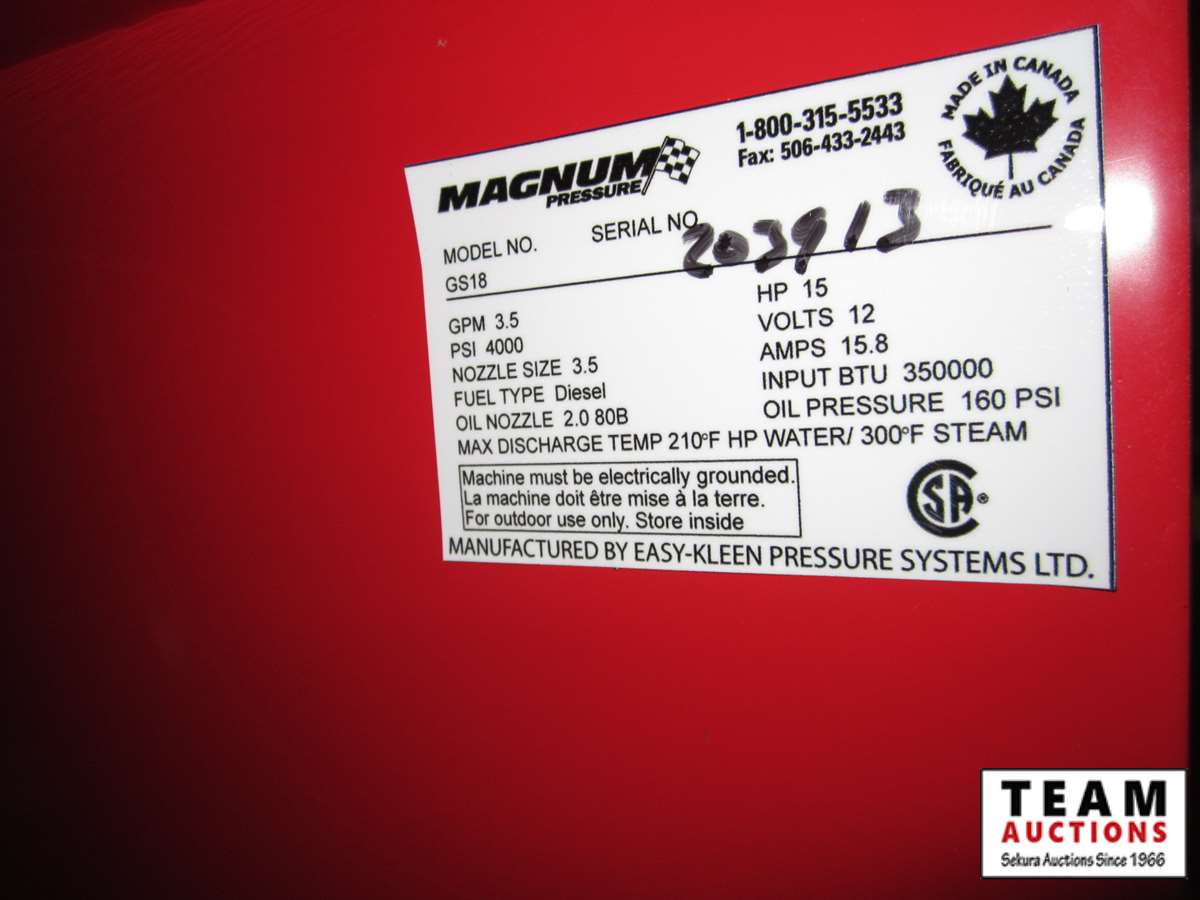 MAGNUM
PRESSURE
1-800-315-5533
Fax: 506-433-2443
MADE IN CANADA
FABRIQUÉ AU CANADA
MODEL NO.
GS18
SERIAL NO. 203913
GPM 3.5
PSI 4000
NOZZLE SIZE 3.5
FUEL TYPE Diesel
OIL NOZZLE 2.0 80B
HP 15
VOLTS 12
AMPS 15.8
INPUT BTU 350000
OIL PRESSURE 160 PSI
MAX DISCHARGE TEMP 210°F HP WATER/ 300°F STEAM
Machine must be electrically grounded.
La machine doit être mise à la terre.
For outdoor use only. Store inside
CSA®
MANUFACTURED BY EASY-KLEEN PRESSURE SYSTEMS LTD.
TEAM
AUCTIONS
Sekura Auctions Since 1966